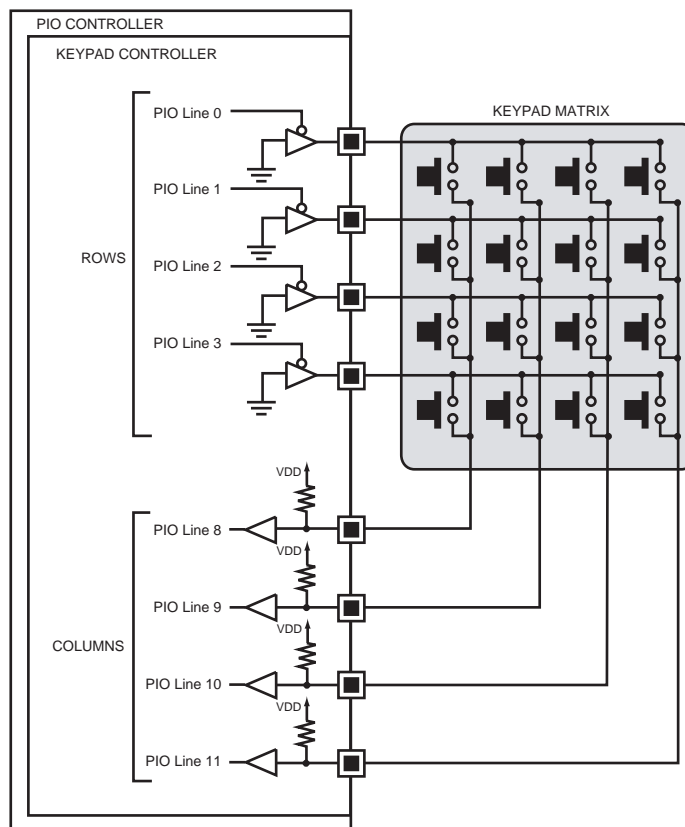 PIO CONTROLLER
KEYPAD CONTROLLER
KEYPAD MATRIX
PIO Line 0
PIO Line 1
ROWS
PIO Line 2
PIO Line 3
VDD
PIO Line 8
VDD
PIO Line 9
VDD
COLUMNS
PIO Line 10
VDD
PIO Line 11